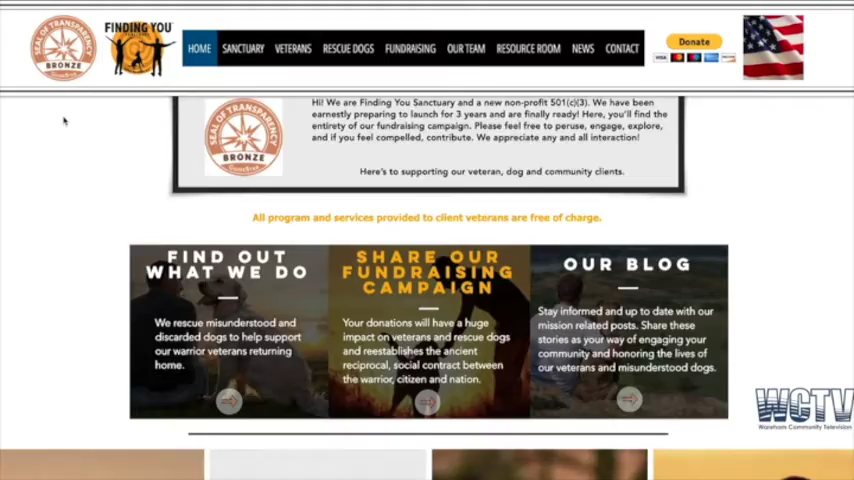 SEAL OF TRANSPARENCY
BRONZE
FINDING YOU
HOME
SANCTUARY
VETERANS
RESCUE DOGS
FUNDRAISING
OUR TEAM
RESOURCE ROOM
NEWS
CONTACT
Donate
VISA
SEAL OF TRANSPARENCY
BRONZE
Hi! We are Finding You Sanctuary and a new non-profit 501(c)(3). We have been
earnestly preparing to launch for 3 years and are finally ready! Here, you'll find the
entirety of our fundraising campaign. Please feel free to peruse, engage, explore,
and if you feel compelled, contribute. We appreciate any and all interaction!
Here's to supporting our veteran, dog and community clients.
All program and services provided to client veterans are free of charge.
FIND OUT
WHAT WE DO
We rescue misunderstood and
discarded dogs to help support
our warrior veterans returning
home.
SHARE OUR
FUNDRAISING
CAMPAIGN
Your donations will have a huge
impact on veterans and rescue dogs
and reestablishes the ancient
reciprocal, social contract between
the warrior, citizen and nation.
OUR BLOG
Stay informed and up to date with our
mission related posts. Share these
stories as your way of engaging your
community and honoring the lives of
our veterans and misunderstood dogs.
WCTV
Wareham Community Television